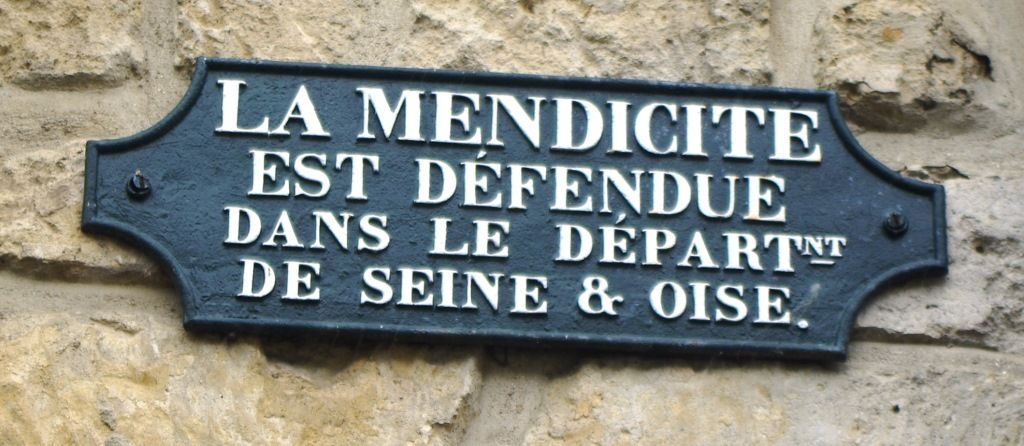 LA MENDICITE
EST DÉFENDUE
DANS LE DÉPARTNT
DE SEINE & OISE.